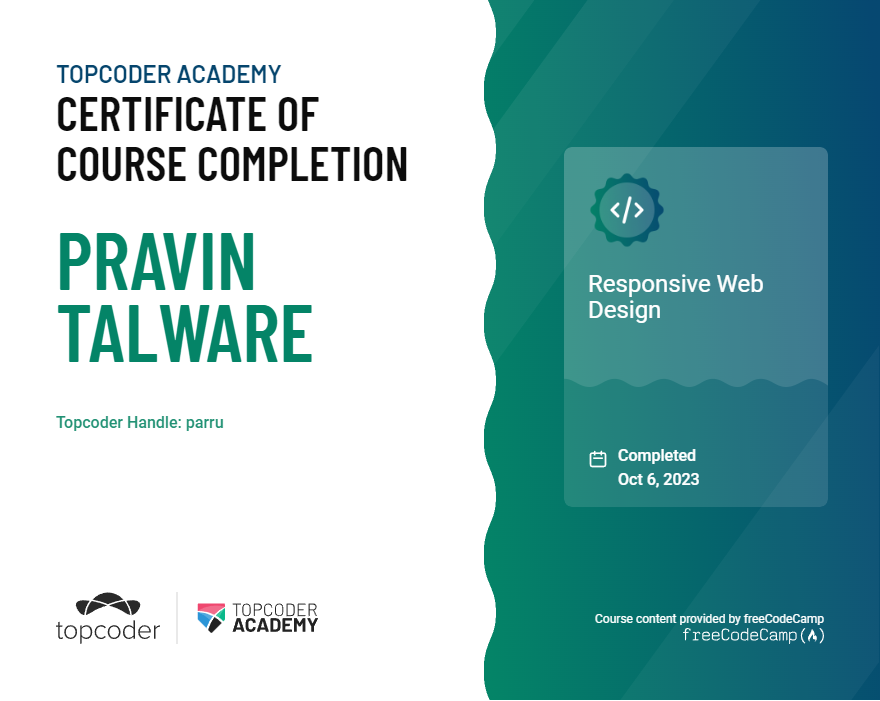 TOPCODER ACADEMY
CERTIFICATE OF
COURSE COMPLETION
PRAVIN
TALWARE
Topcoder Handle: parru
topcoder
TOPCODER
ACADEMY
</>
Responsive Web
Design
Completed
Oct 6, 2023
Course content provided by freeCodeCamp
freeCodeCamp